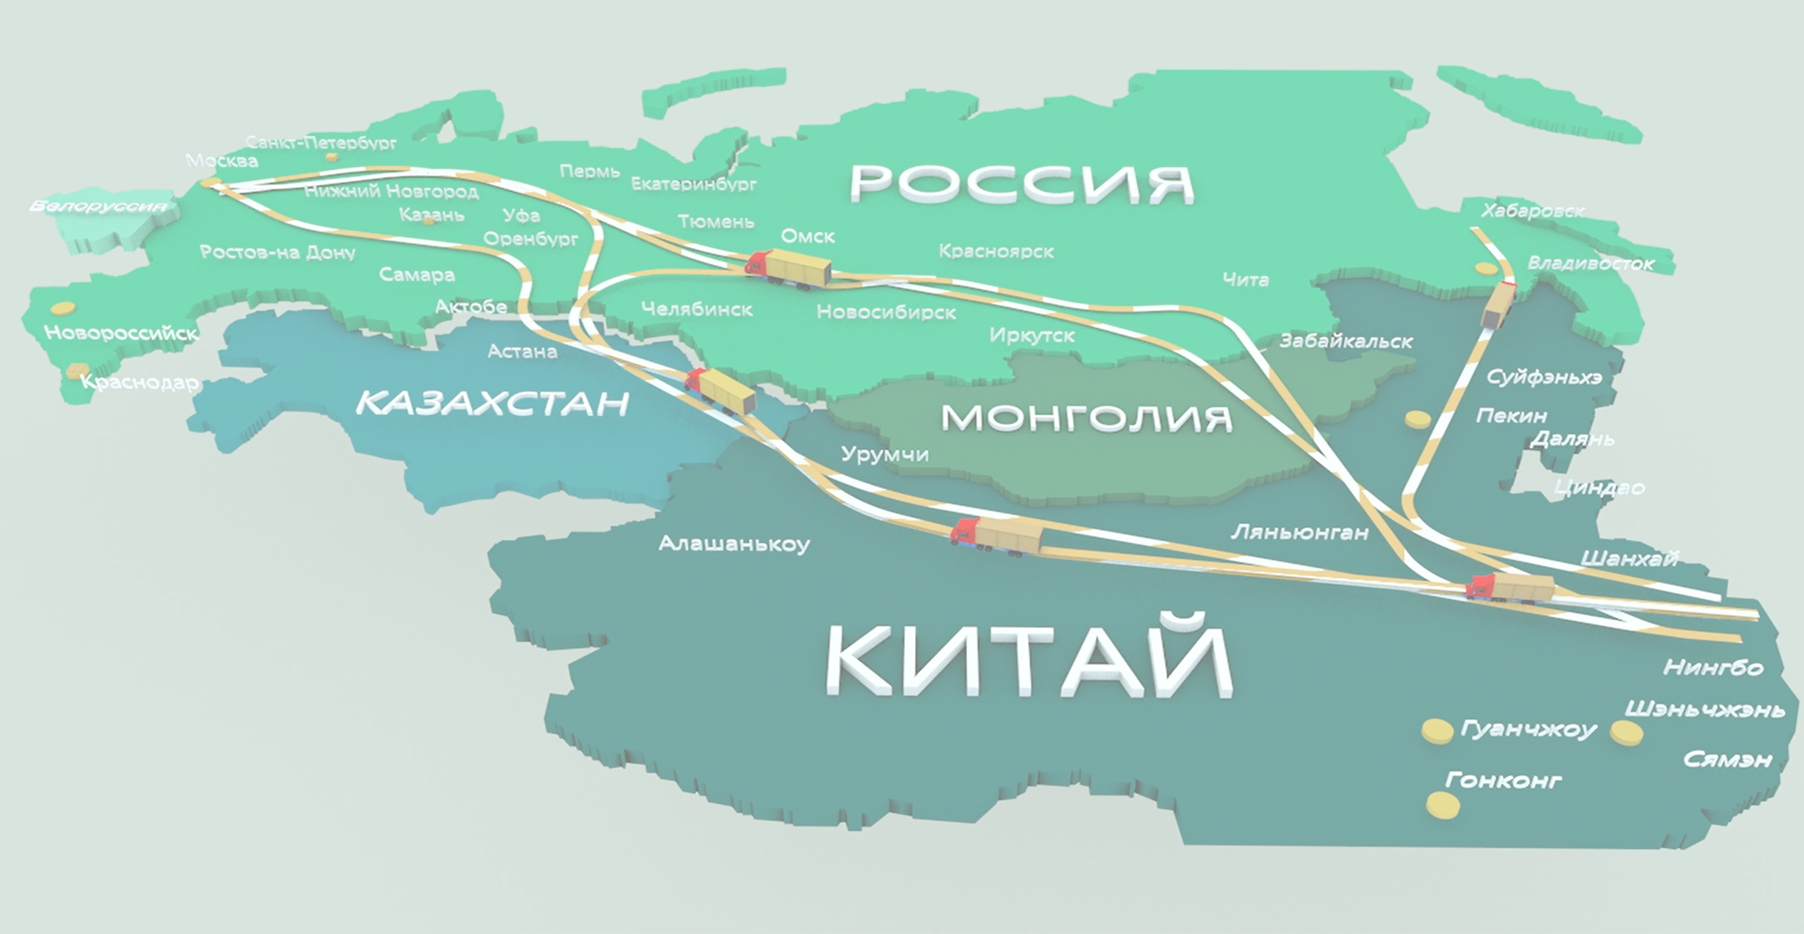 Санкт-Петербург
Москва
Пермь
Екатеринбург
РОССИЯ
Нижний Новгород
Белоруссия
Казань
Уфа
Тюмень
Хабаровск
Оренбург
Омск
Ростов-на Дону
Красноярск
Владивосток
Самара
Чита
Актобе
Челябинск
Новосибирск
Новороссийск
Иркутск
Забайкальск
Астана
Краснодар
Суйфэньхэ
КАЗАХСТАН
МОНГОЛИЯ
Пекин
Далянь
Урумчи
Циндао
Ляньюнган
Алашанькоу
Шанхай
КИТАЙ
Нингбо
Шэньчжэнь
Гуанчжоу
Сямэн
Гонконг